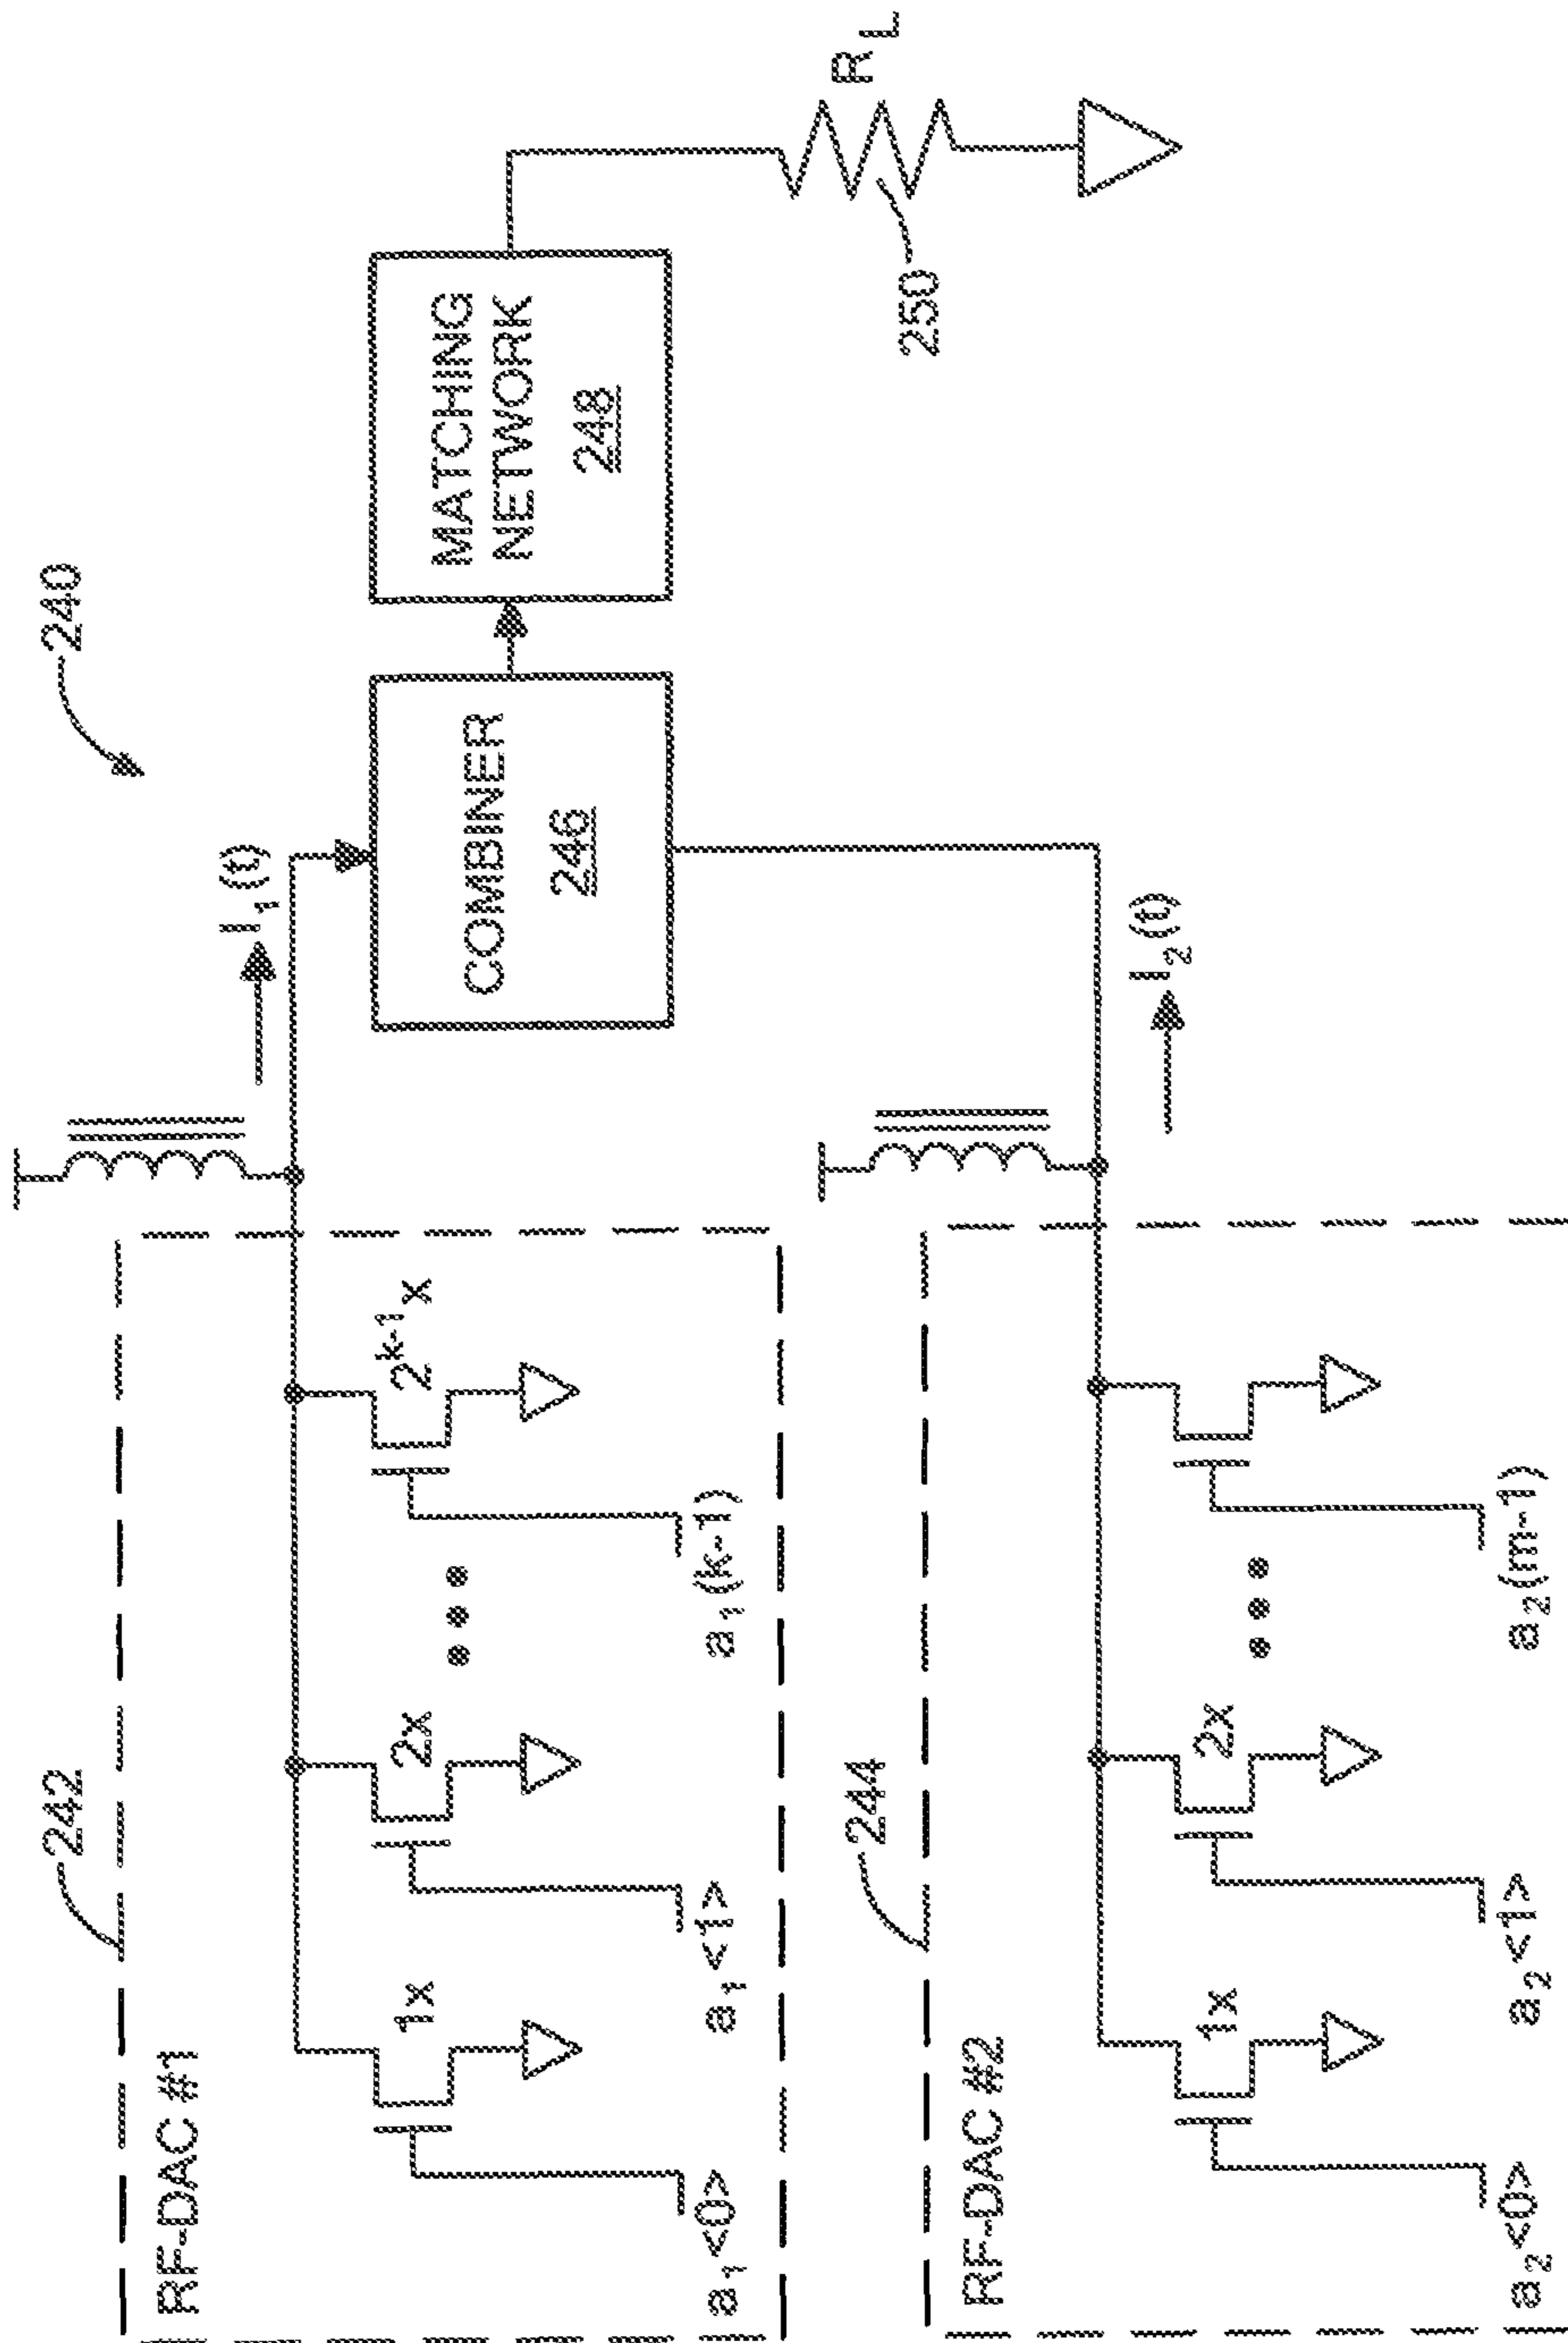 240
242
RF-DAC #1
1x
2x
2^{k-1}x
a₁<0>
a₁<1>
a₁(k-1)
I₁(t)
COMBINER
246
MATCHING
NETWORK
248
R_L
250
244
RF-DAC #2
1x
2x
a₂<0>
a₂<1>
a₂(m-1)
I₂(t)